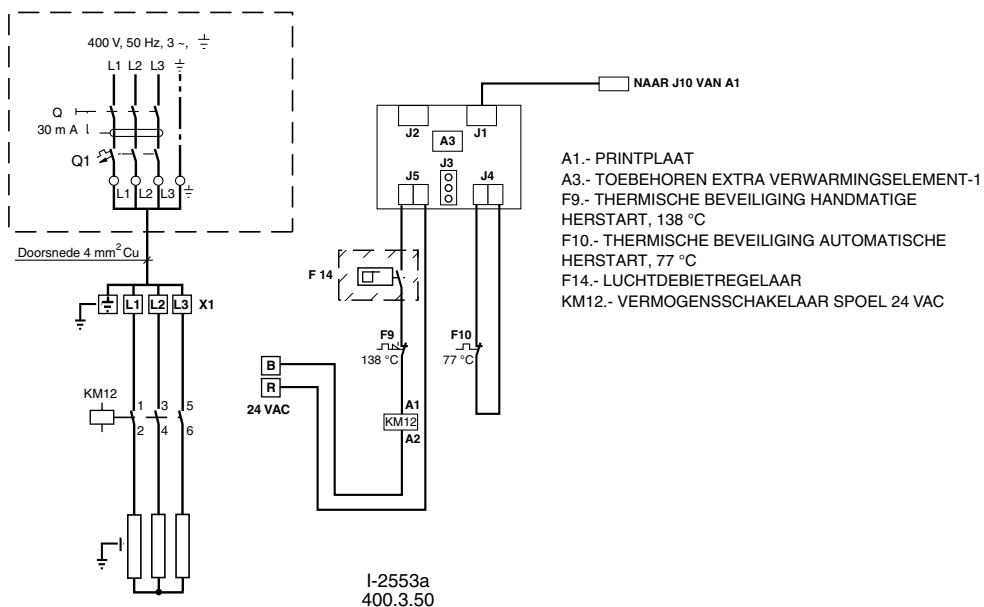 400 V, 50 Hz, 3 ~,
L1 L2 L3
Q
30 m A
Q1
L1 L2 L3
Doorsnede 4 mm² Cu
L1 L2 L3 X1
KM12
1 3 5
2 4 6
NAAR J10 VAN A1
J2 J1
A3
J3
J5 J4
F 14
F9
138 °C
F10
77 °C
B
R
24 VAC
A1
KM12
A2
A1.- PRINTPLAAT
A3.- TOEBEHOREN EXTRA VERWARMINGSELEMENT-1
F9.- THERMISCHE BEVEILIGING HANDMATIGE
HERSTART, 138 °C
F10.- THERMISCHE BEVEILIGING AUTOMATISCHE
HERSTART, 77 °C
F14.- LUCHTDEBIETREGELAAR
KM12.- VERMOGENSSCHAKELAAR SPOEL 24 VAC
I-2553a
400.3.50